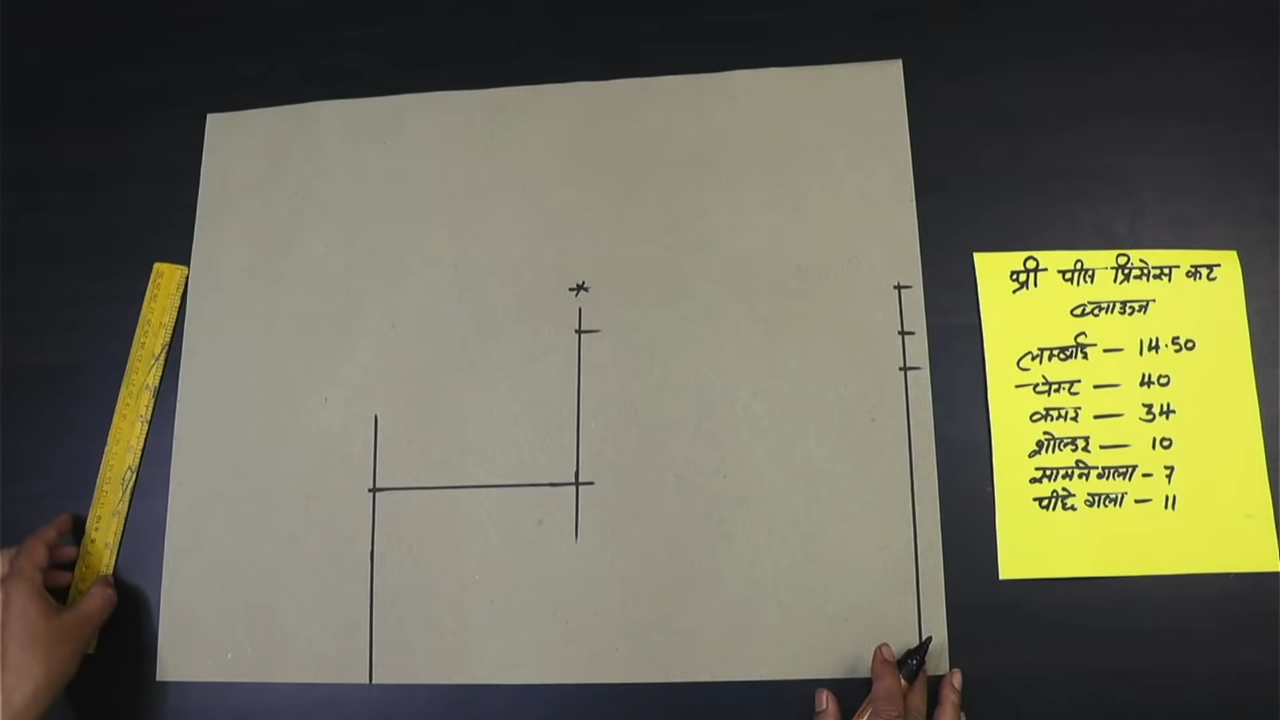 थ्री पीस प्रिंसेस कट
ब्लाउज
लम्बाई — 14.50
चेस्ट — 40
कमर — 34
शोल्डर — 10
सामने गला - 7
पीछे गला — 11